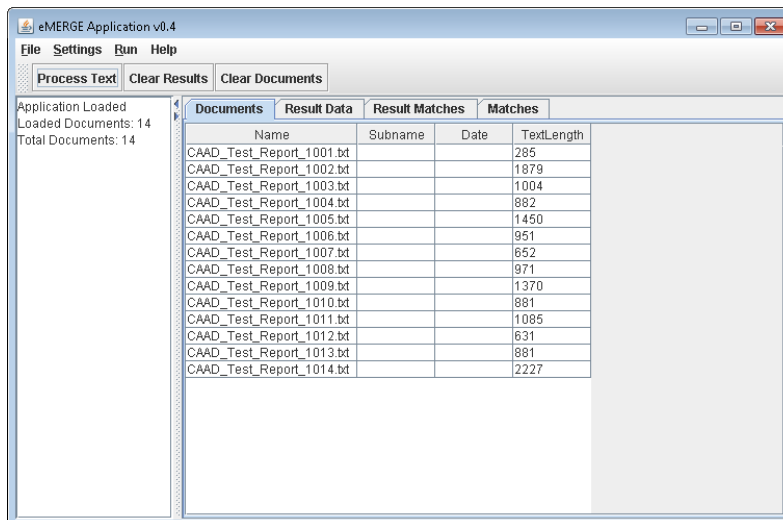 eMERGE Application v0.4
File Settings Run Help
Process Text Clear Results Clear Documents
Application Loaded
Loaded Documents: 14
Total Documents: 14
Documents Result Data Result Matches Matches
Name Subname Date TextLength
CAAD_Test_Report_1001.txt 285
CAAD_Test_Report_1002.txt 1879
CAAD_Test_Report_1003.txt 1004
CAAD_Test_Report_1004.txt 882
CAAD_Test_Report_1005.txt 1450
CAAD_Test_Report_1006.txt 951
CAAD_Test_Report_1007.txt 652
CAAD_Test_Report_1008.txt 971
CAAD_Test_Report_1009.txt 1370
CAAD_Test_Report_1010.txt 881
CAAD_Test_Report_1011.txt 1085
CAAD_Test_Report_1012.txt 631
CAAD_Test_Report_1013.txt 881
CAAD_Test_Report_1014.txt 2227